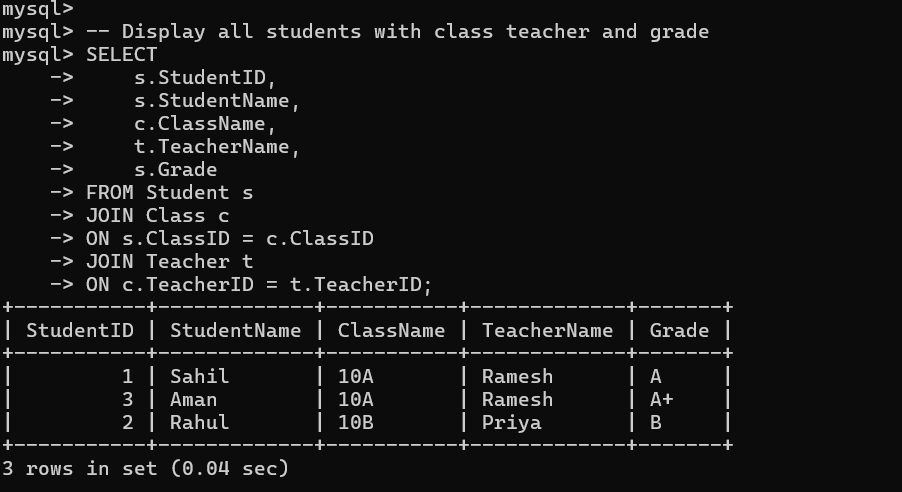 mysql>
mysql> -- Display all students with class teacher and grade
mysql> SELECT
    ->     s.StudentID,
    ->     s.StudentName,
    ->     c.ClassName,
    ->     t.TeacherName,
    ->     s.Grade
    -> FROM Student s
    -> JOIN Class c
    -> ON s.ClassID = c.ClassID
    -> JOIN Teacher t
    -> ON c.TeacherID = t.TeacherID;
+-----------+-------------+-----------+-------------+-------+
| StudentID | StudentName | ClassName | TeacherName | Grade |
+-----------+-------------+-----------+-------------+-------+
|         1 | Sahil       | 10A       | Ramesh      | A     |
|         3 | Aman        | 10A       | Ramesh      | A+    |
|         2 | Rahul       | 10B       | Priya       | B     |
+-----------+-------------+-----------+-------------+-------+
3 rows in set (0.04 sec)